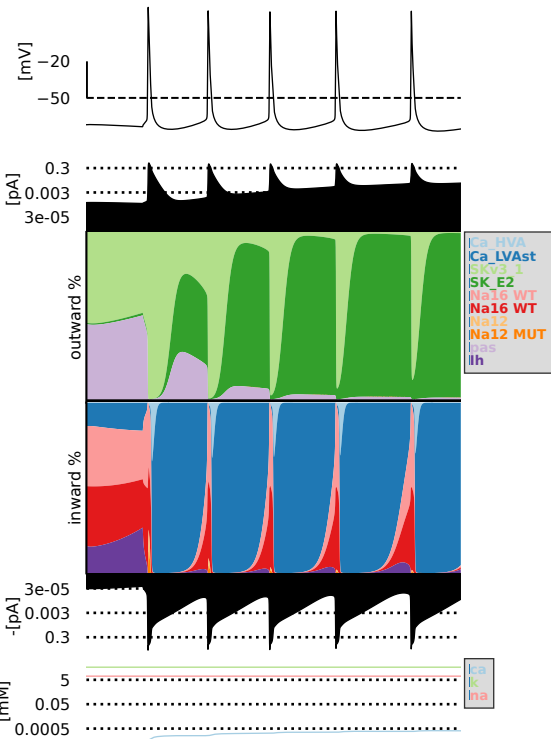 [mV]
−20
−50
[pA]
0.3
0.003
3e-05
outward %
Ca_HVA
Ca_LVAst
SKv3_1
SK_E2
Na16 WT
Na16 WT
Na12
Na12 MUT
pas
Ih
inward %
-[pA]
3e-05
0.003
0.3
[mM]
5
0.05
0.0005
ca
k
na